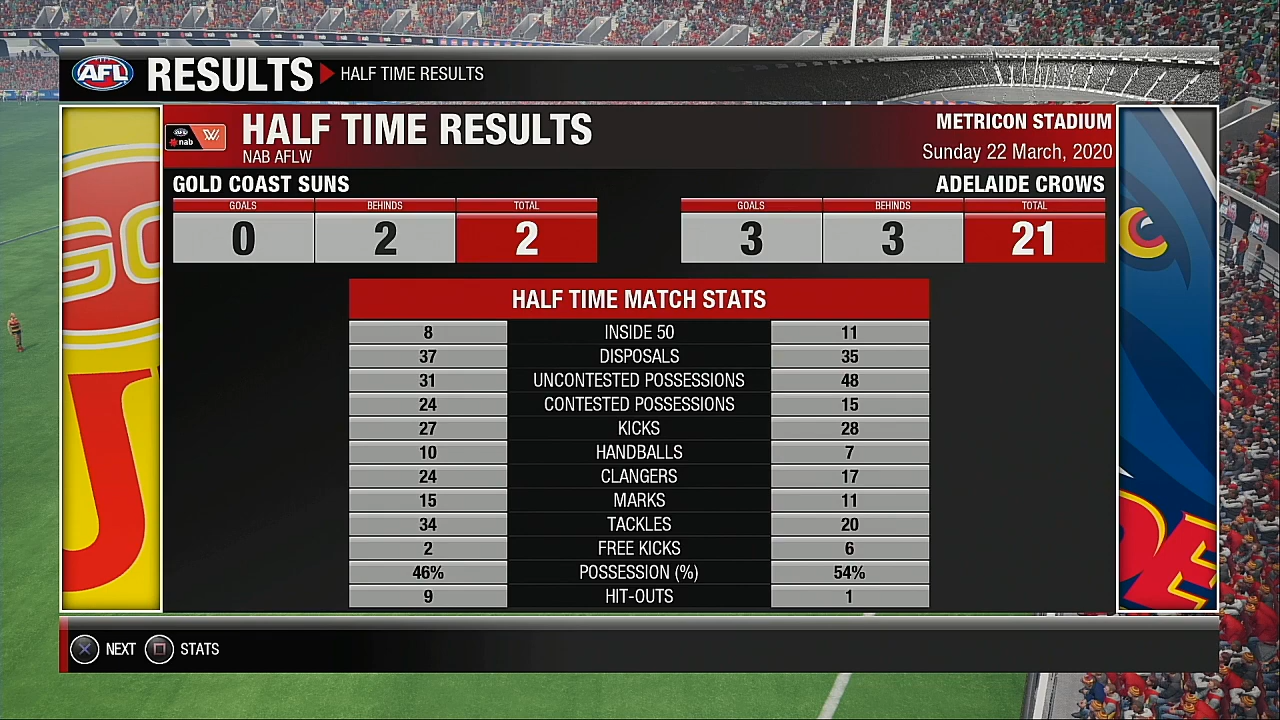 AFL RESULTS HALF TIME RESULTS
HALF TIME RESULTS
NAB AFLW
METRICON STADIUM
Sunday 22 March, 2020
AFL W
nab
GOLD COAST SUNS
ADELAIDE CROWS
GOALS BEHINDS TOTAL GOALS BEHINDS TOTAL
0 2 2 3 3 21
HALF TIME MATCH STATS
8 INSIDE 50 11
37 DISPOSALS 35
31 UNCONTESTED POSSESSIONS 48
24 CONTESTED POSSESSIONS 15
27 KICKS 28
10 HANDBALLS 7
24 CLANGERS 17
15 MARKS 11
34 TACKLES 20
2 FREE KICKS 6
46% POSSESSION (%) 54%
9 HIT-OUTS 1
NEXT STATS